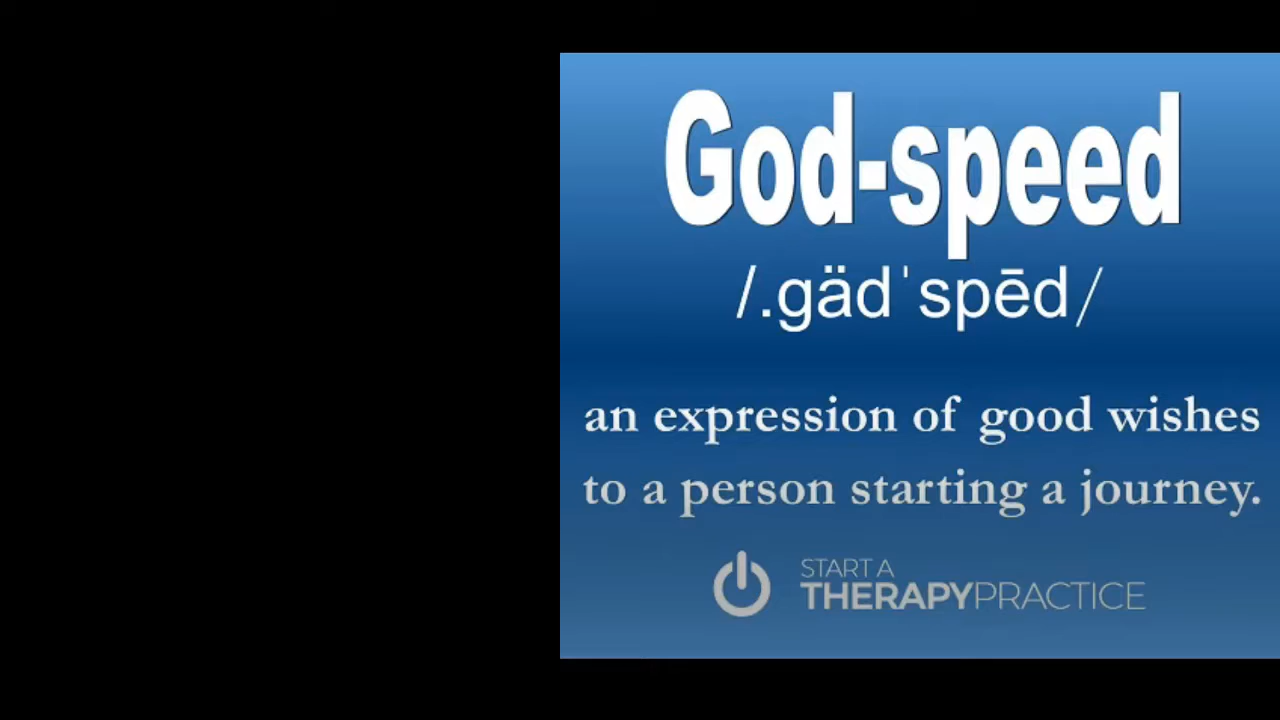 God-speed
/.gädˈspēd/
an expression of good wishes
to a person starting a journey.
START A
THERAPYPRACTICE